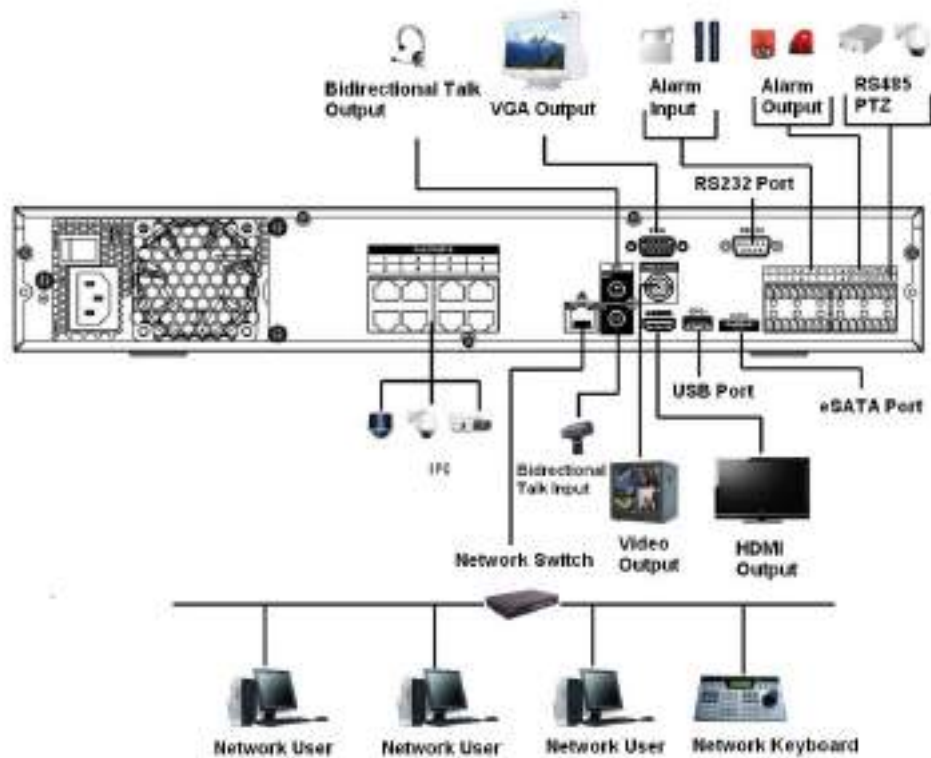 Bidirectional Talk
Output
VGA Output
Alarm
Input
Alarm
Output
RS485
PTZ
RS232 Port
USB Port
eSATA Port
Bidirectional
Talk Input
Video
Output
HDMI
Output
Network Switch
Network User
Network User
Network User
Network Keyboard